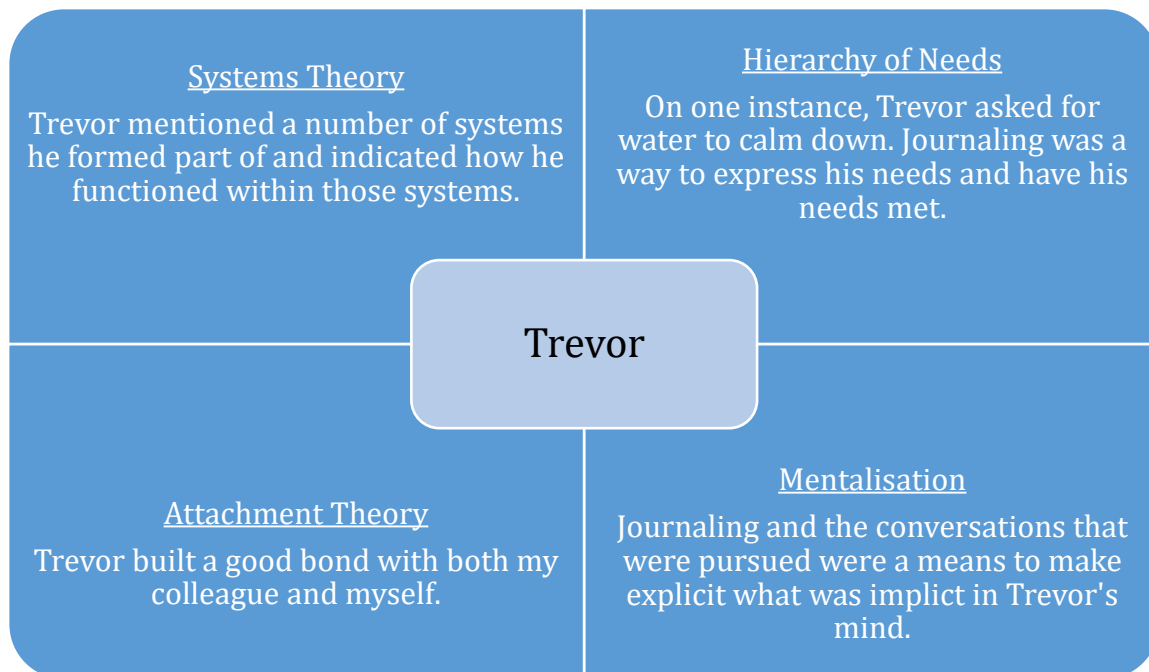 Systems Theory
Trevor mentioned a number of systems
he formed part of and indicated how he
functioned within those systems.
Hierarchy of Needs
On one instance, Trevor asked for
water to calm down. Journaling was a
way to express his needs and have his
needs met.
Trevor
Attachment Theory
Trevor built a good bond with both my
colleague and myself.
Mentalisation
Journaling and the conversations that
were pursued were a means to make
explicit what was implict in Trevor's
mind.